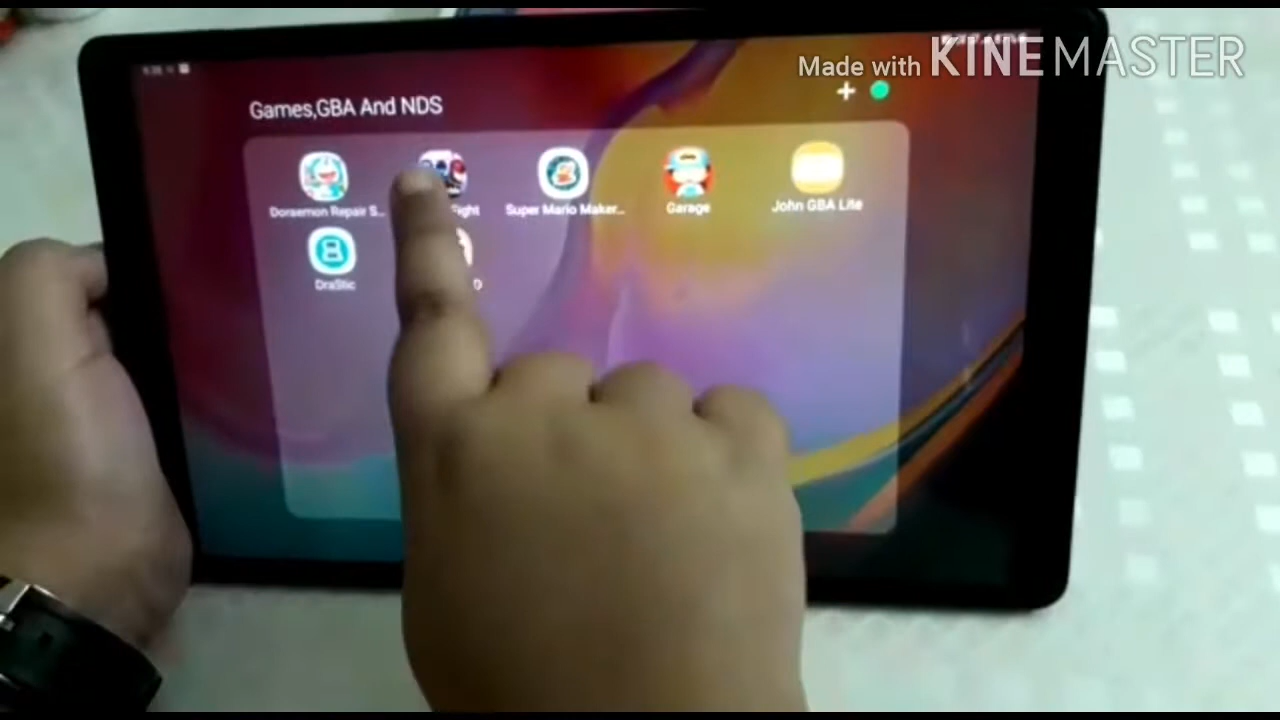 Made with KINEMASTER
Games,GBA And NDS
Doraemon Repair S...
Super Mario Maker...
Garage
John GBA Lite
DraStic